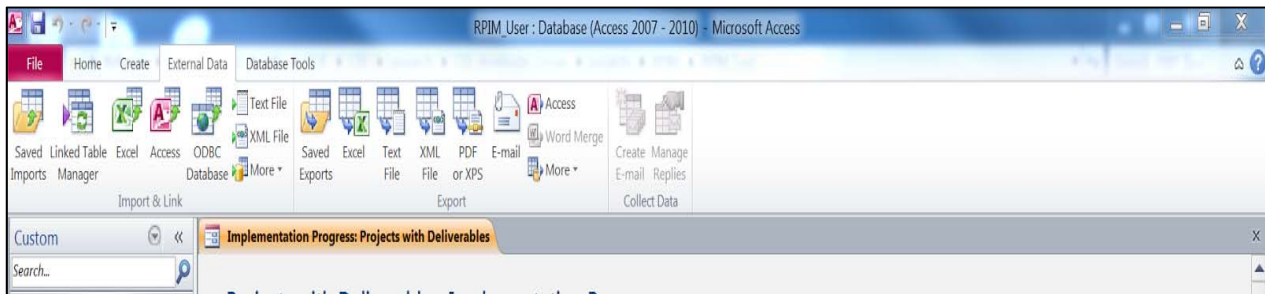 RPIM_User : Database (Access 2007 - 2010) - Microsoft Access
File Home Create External Data Database Tools
Saved Imports
Linked Table Manager
Excel
Access
ODBC Database
Text File
XML File
More
Import & Link
Saved Exports
Excel
Text File
XML File
PDF or XPS
E-mail
Access
Word Merge
More
Export
Create E-mail
Manage Replies
Collect Data
Custom
Search...
Implementation Progress: Projects with Deliverables